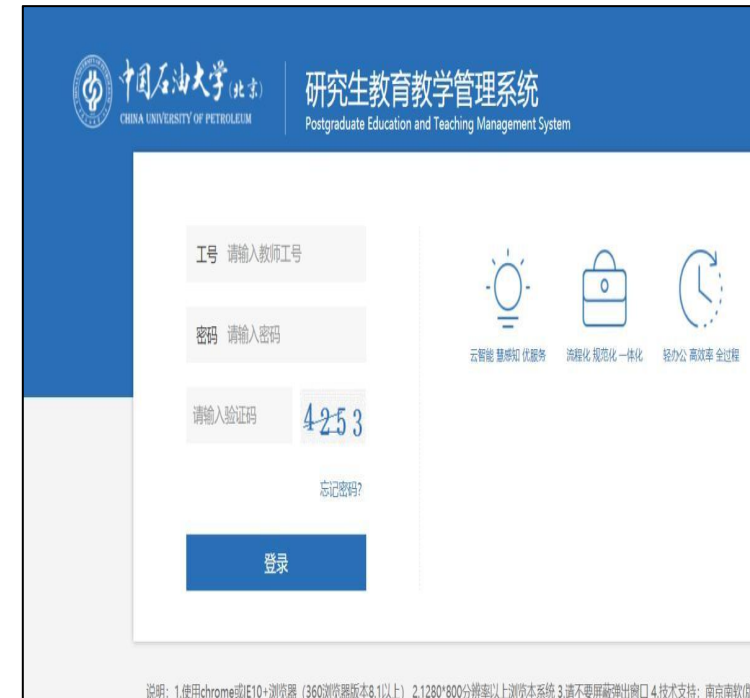 中国石油大学(北京)
CHINA UNIVERSITY OF PETROLEUM
研究生教育教学管理系统
Postgraduate Education and Teaching Management System
工号 请输入教师工号
密码 请输入密码
请输入验证码 4253
忘记密码?
登录
云智能 慧感知 优服务
流程化 规范化 一体化
轻办公 高效率 全过程
说明：1.使用chrome或IE10+浏览器（360浏览器版本8.1以上） 2.1280*800分辨率以上浏览本系统 3.请不要屏蔽弹出窗口 4.技术支持：南京南软